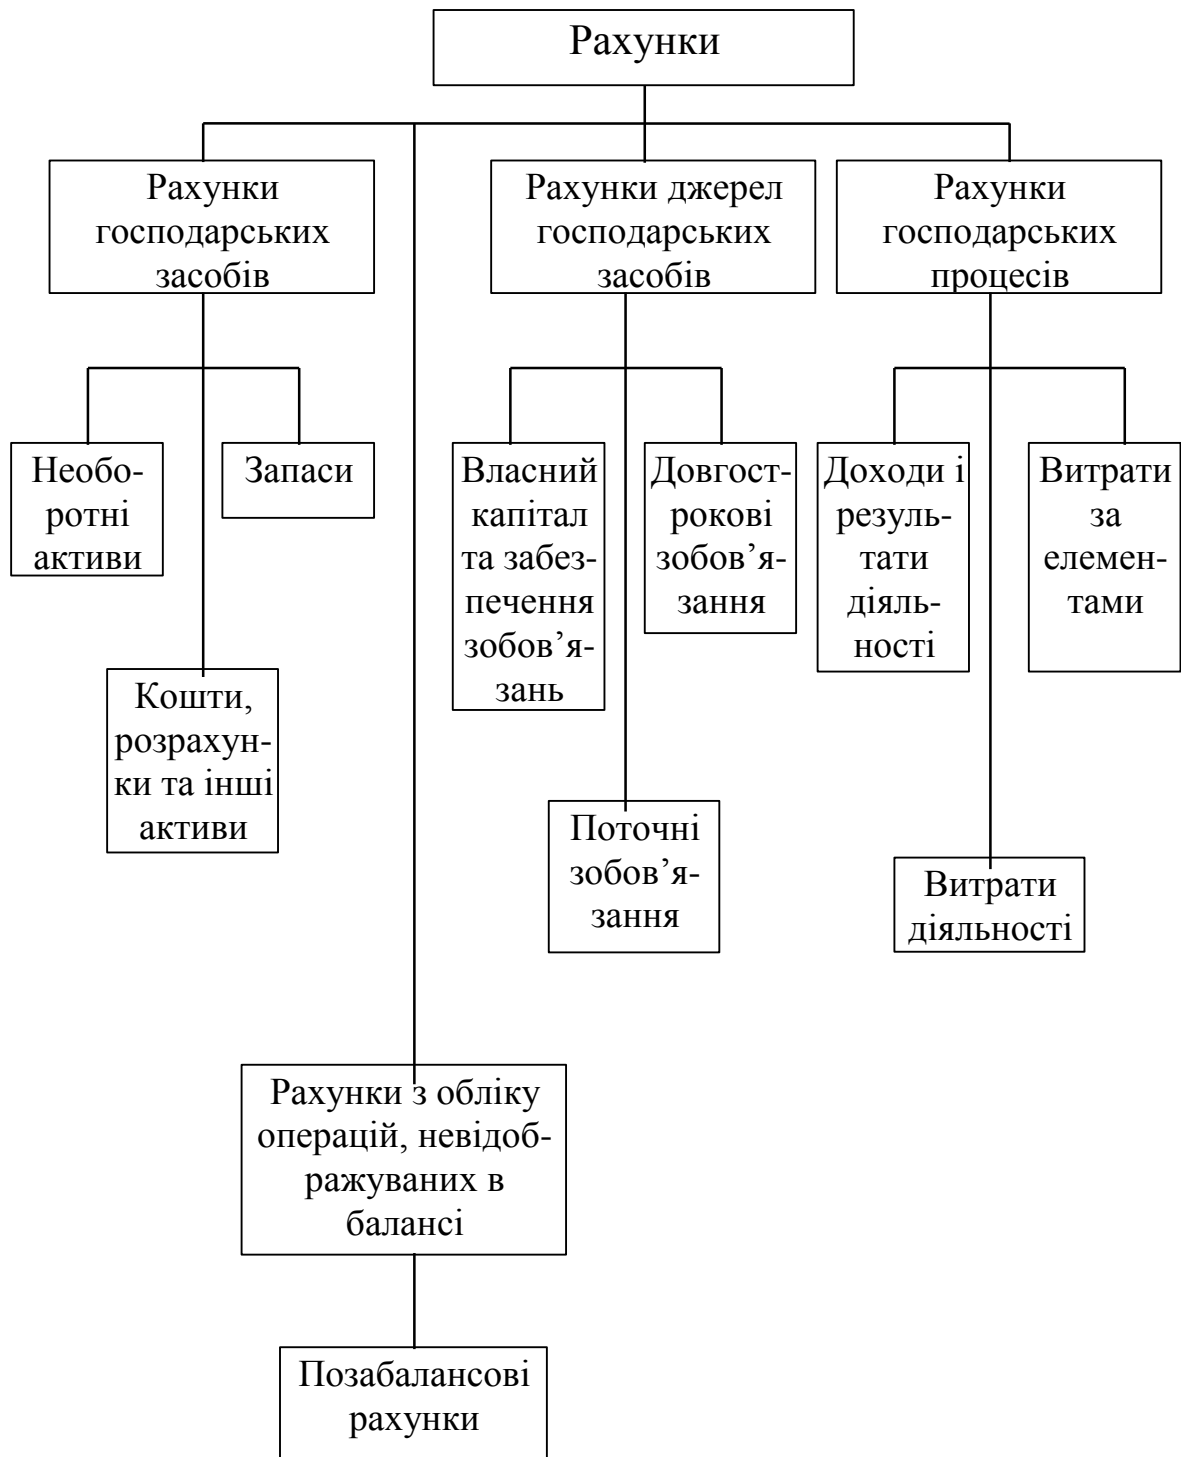 Рахунки
Рахунки
господарських
засобів
Рахунки джерел
господарських
засобів
Рахунки
господарських
процесів
Необо-
ротні
активи
Запаси
Власний
капітал
та забез-
печення
зобов’я-
зань
Довгост-
рокові
зобов’я-
зання
Доходи і
резуль-
тати
діяль-
ності
Витрати
за
елемен-
тами
Кошти,
розрахун-
ки та інші
активи
Поточні
зобов’я-
зання
Витрати
діяльності
Рахунки з обліку
операцій, невідоб-
ражуваних в
балансі
Позабалансові
рахунки